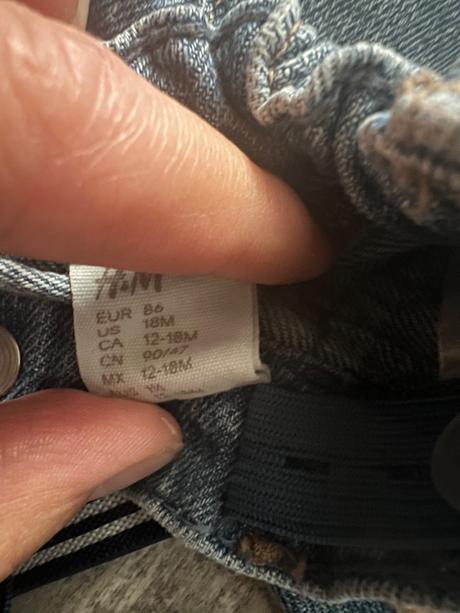 H&M
EUR 86
US 18M
CA 12-18M
CN 90/47
MX 12-18M